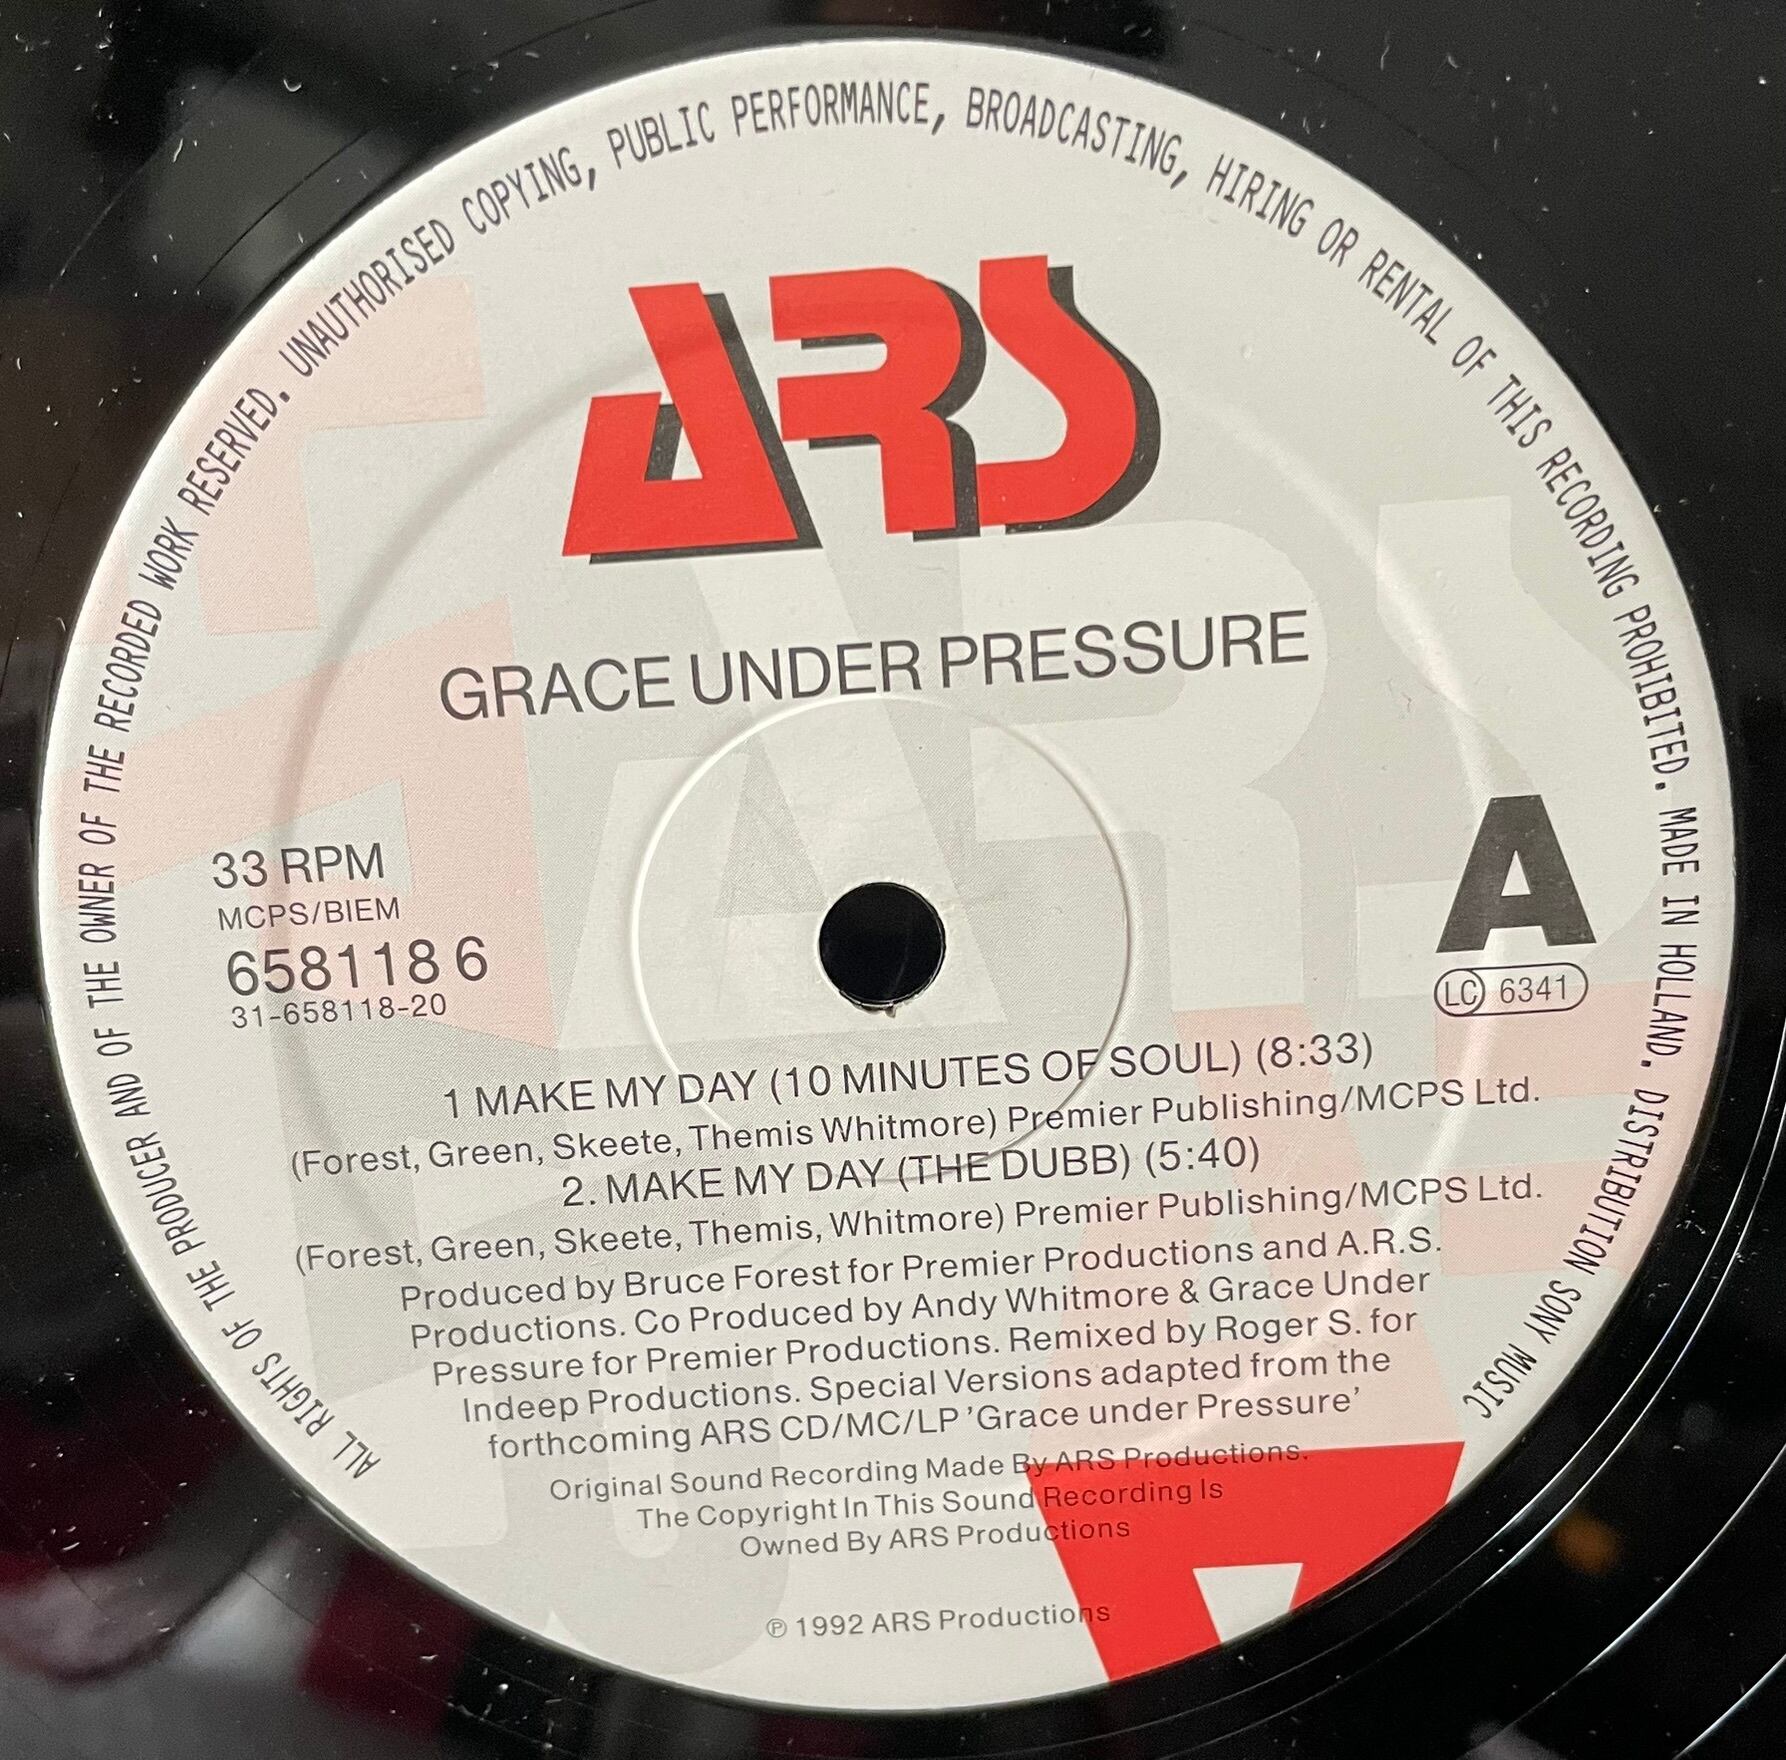 ALL RIGHTS OF THE PRODUCER AND OF THE OWNER OF THE RECORDED WORK RESERVED. UNAUTHORISED COPYING, PUBLIC PERFORMANCE, BROADCASTING, HIRING OR RENTAL OF THIS RECORDING PROHIBITED. MADE IN HOLLAND. DISTRIBUTION SONY MUSIC
ARS
GRACE UNDER PRESSURE
33 RPM
MCPS/BIEM
658118 6
31-658118-20
A
LC 6341
1 MAKE MY DAY (10 MINUTES OF SOUL) (8:33)
(Forest, Green, Skeete, Themis Whitmore) Premier Publishing/MCPS Ltd.
2. MAKE MY DAY (THE DUBB) (5:40)
(Forest, Green, Skeete, Themis, Whitmore) Premier Publishing/MCPS Ltd.
Produced by Bruce Forest for Premier Productions and A.R.S.
Productions. Co Produced by Andy Whitmore & Grace Under
Pressure for Premier Productions. Remixed by Roger S. for
Indeep Productions. Special Versions adapted from the
forthcoming ARS CD/MC/LP 'Grace under Pressure'
Original Sound Recording Made By ARS Productions.
The Copyright In This Sound Recording Is
Owned By ARS Productions
℗ 1992 ARS Productions